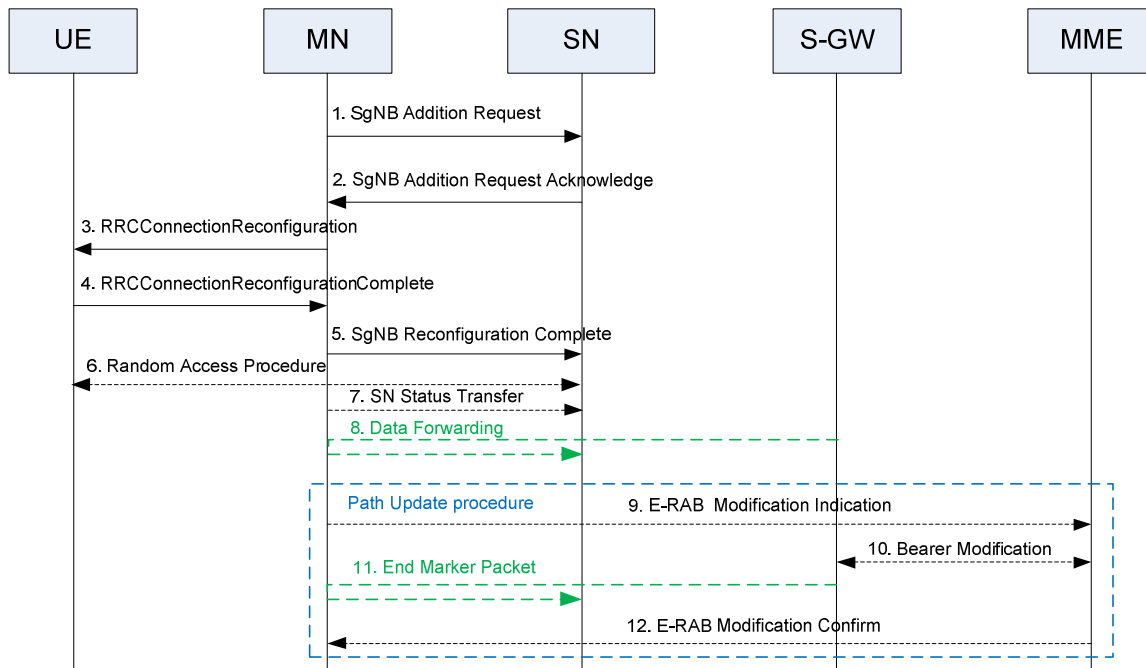 UE
MN
SN
S-GW
MME
1. SgNB Addition Request
2. SgNB Addition Request Acknowledge
3. RRCConnectionReconfiguration
4. RRCConnectionReconfigurationComplete
5. SgNB Reconfiguration Complete
6. Random Access Procedure
7. SN Status Transfer
8. Data Forwarding
Path Update procedure
9. E-RAB Modification Indication
10. Bearer Modification
11. End Marker Packet
12. E-RAB Modification Confirm